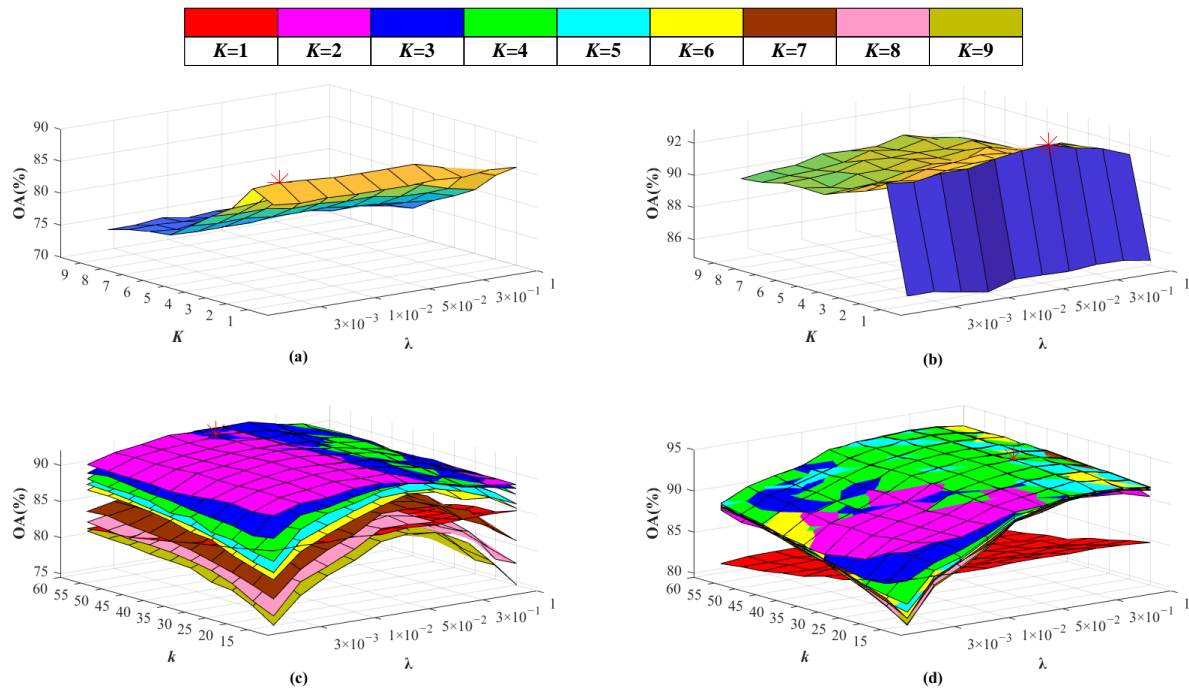 K=1 K=2 K=3 K=4 K=5 K=6 K=7 K=8 K=9
90
85
80
75
70
OA(%)
9 8 7 6 5 4 3 2 1
K
3×10⁻³ 1×10⁻² 5×10⁻² 3×10⁻¹ 1
λ
(a)
92
90
88
86
OA(%)
9 8 7 6 5 4 3 2 1
K
3×10⁻³ 1×10⁻² 5×10⁻² 3×10⁻¹ 1
λ
(b)
90
85
80
75
OA(%)
60 55 50 45 40 35 30 25 20 15
k
3×10⁻³ 1×10⁻² 5×10⁻² 3×10⁻¹ 1
λ
(c)
95
90
85
80
OA(%)
60 55 50 45 40 35 30 25 20 15
k
3×10⁻³ 1×10⁻² 5×10⁻² 3×10⁻¹ 1
λ
(d)